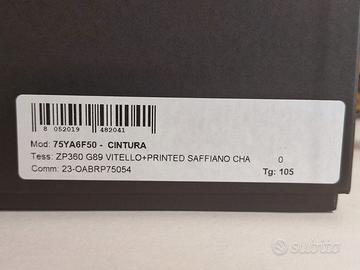 8 052019 482041
Mod: 75YA6F50 - CINTURA
Tess: ZP360 G89 VITELLO+PRINTED SAFFIANO CHA 0
Comm: 23-OABRP75054 Tg: 105
subito